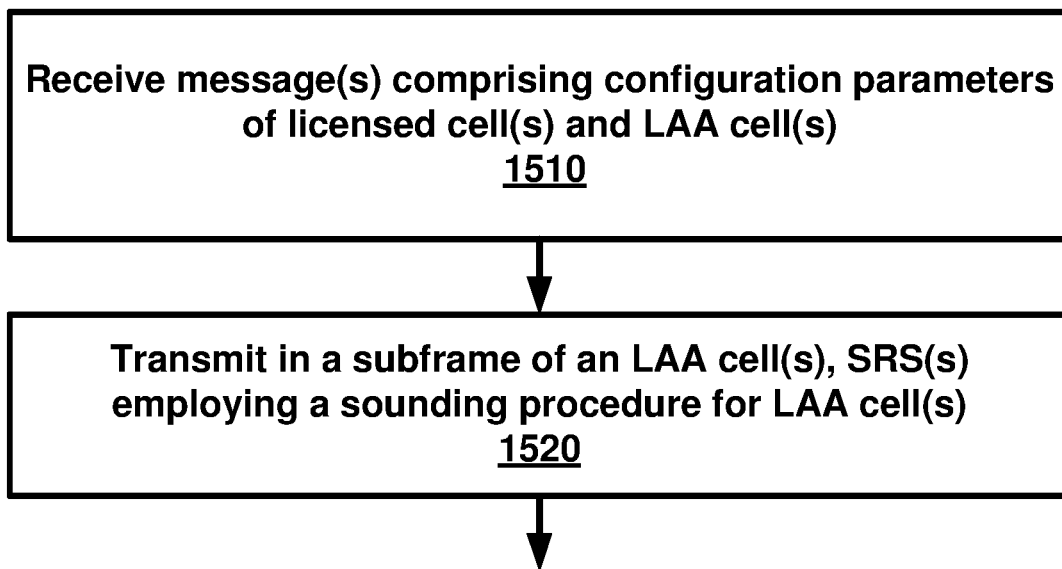 Receive message(s) comprising configuration parameters
of licensed cell(s) and LAA cell(s)
1510
Transmit in a subframe of an LAA cell(s), SRS(s)
employing a sounding procedure for LAA cell(s)
1520